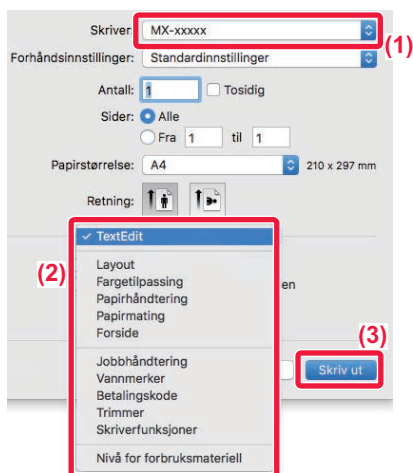 Skriver: MX-xxxxx
(1)
Forhåndsinnstillinger: Standardinnstillinger
Antall: 1 Tosidig
Sider: Alle
Fra 1 til 1
Papirstørrelse: A4 210 x 297 mm
Retning:
✓ TextEdit
(2)
Layout
Fargetilpassing
en
Papirhåndtering
Papirmating
Forside
(3)
Jobbhåndtering
Vannmerker
Skriv ut
Betalingskode
Trimmer
Skriverfunksjoner
Nivå for forbruksmateriell